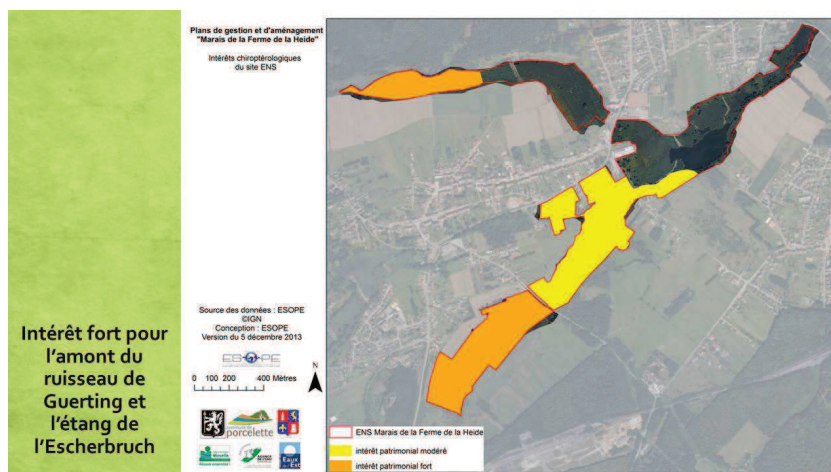 Plans de gestion et d'aménagement
"Marais de la Ferme de la Heide"
Intérêts chiroptérologiques
du site ENS
Intérêt fort pour
l'amont du
ruisseau de
Guerting et
l'étang de
l'Escherbruch
Source des données : ESOPE
©IGN
Conception : ESOPE
Version du 5 décembre 2013
ESOPE
N
0 100 200 400 Mètres
porcelette
Eaux
Est
ENS Marais de la Ferme de la Heide
intérêt patrimonial modéré
intérêt patrimonial fort